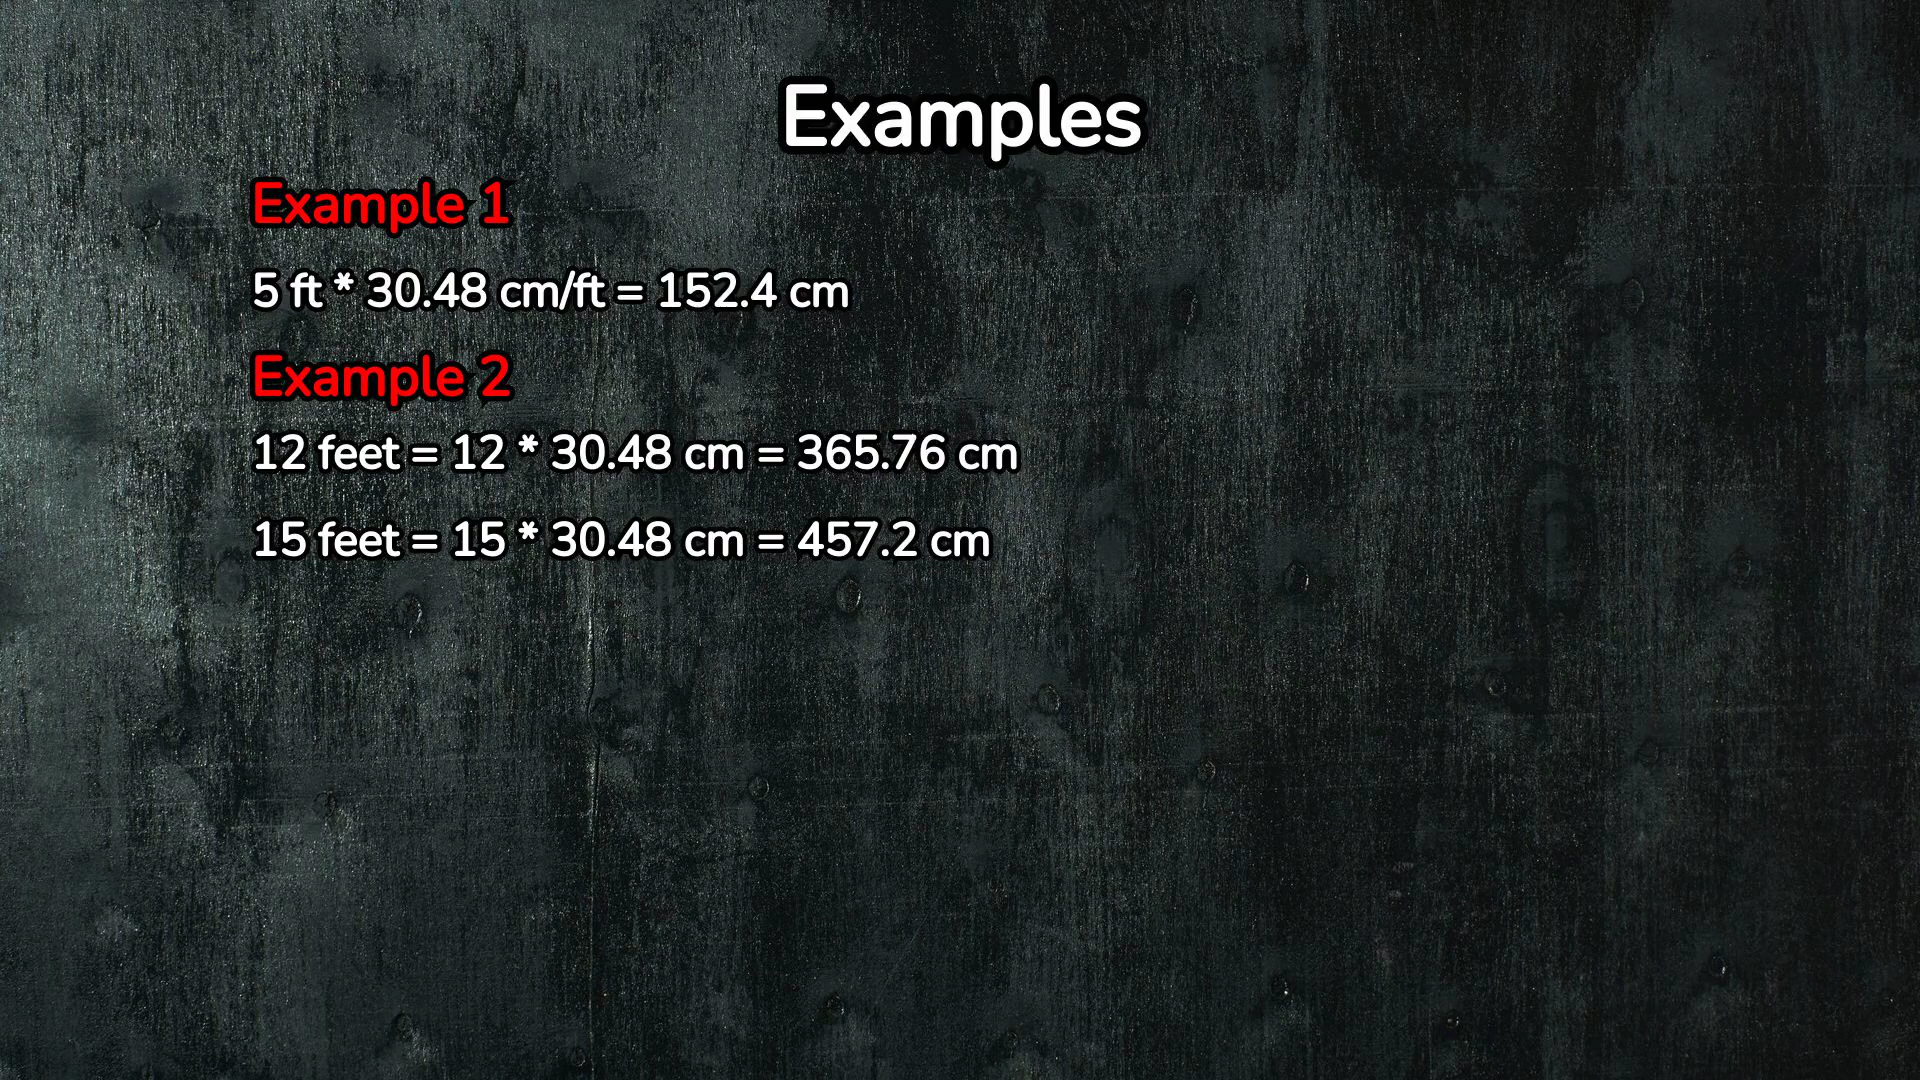 Examples
Example 1
5 ft * 30.48 cm/ft = 152.4 cm
Example 2
12 feet = 12 * 30.48 cm = 365.76 cm
15 feet = 15 * 30.48 cm = 457.2 cm